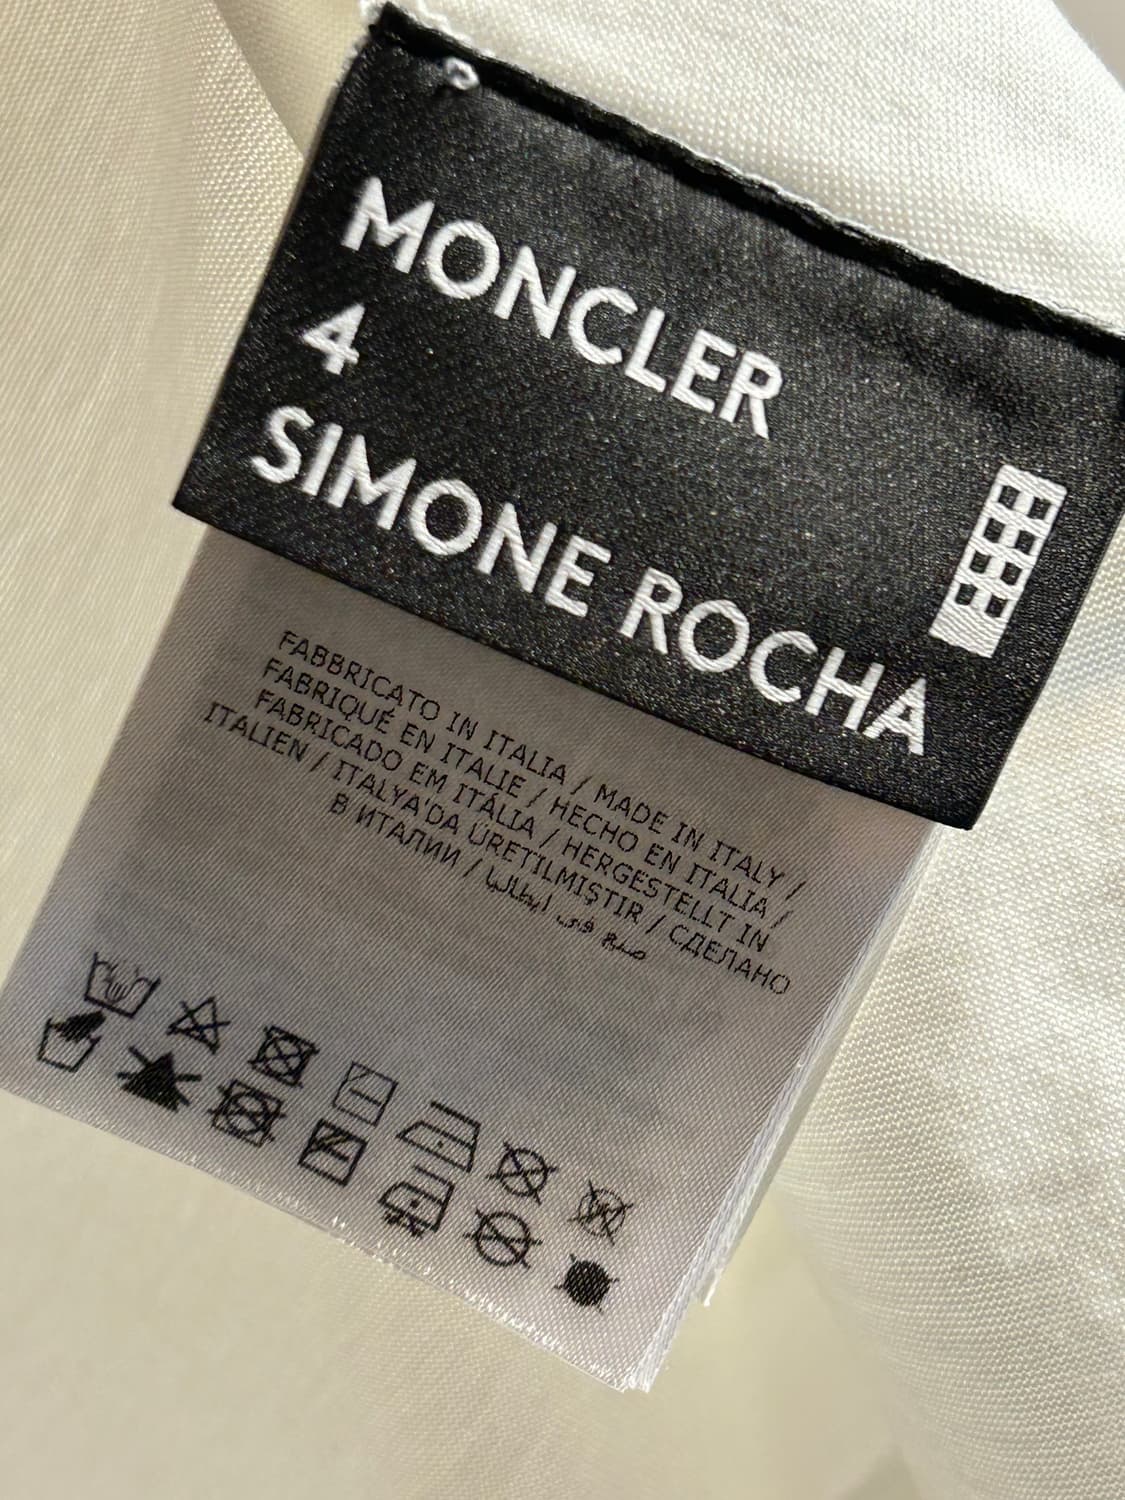 MONCLER
4
SIMONE ROCHA
FABBRICATO IN ITALIA / MADE IN ITALY /
FABRIQUÉ EN ITALIE / HECHO EN ITALIA /
FABRICADO EM ITÁLIA / HERGESTELLT IN
ITALIEN / ITALYA'DA ÜRETILMIŞTIR / СДЕЛАНО
В ИТАЛИИ / صنع في ايطاليا